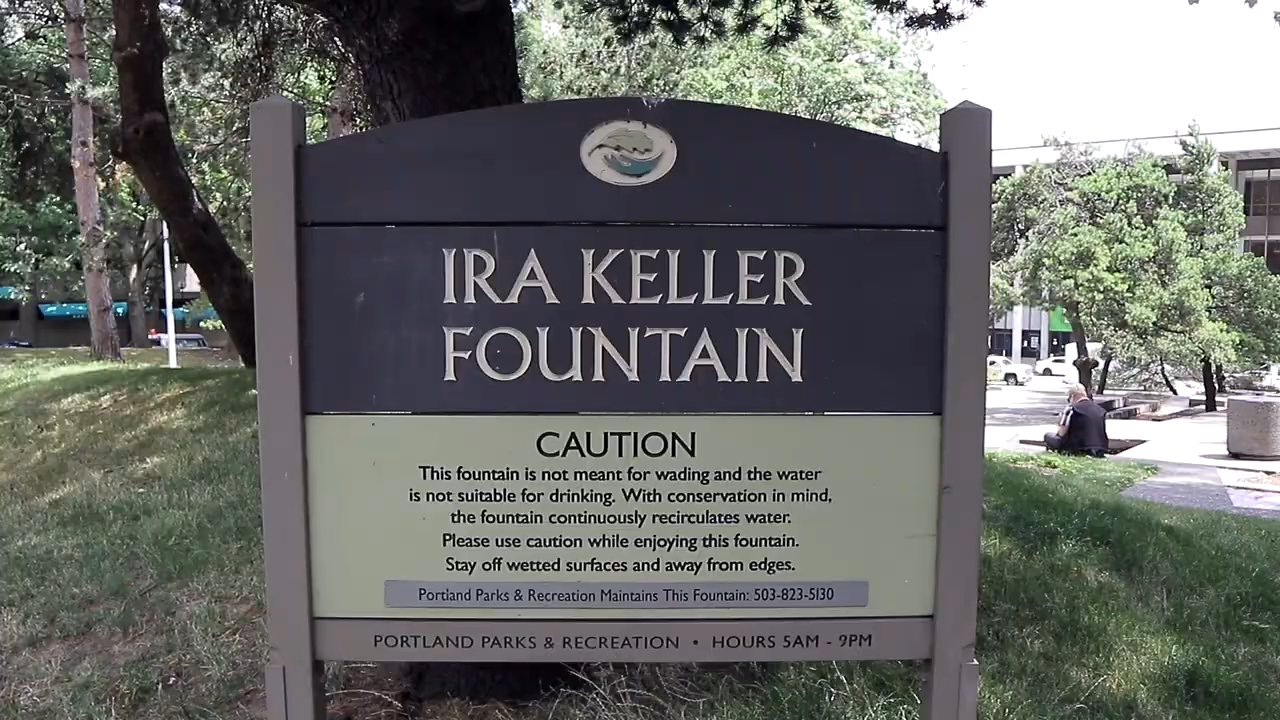 IRA KELLER
FOUNTAIN
CAUTION
This fountain is not meant for wading and the water
is not suitable for drinking. With conservation in mind,
the fountain continuously recirculates water.
Please use caution while enjoying this fountain.
Stay off wetted surfaces and away from edges.
Portland Parks & Recreation Maintains This Fountain: 503-823-5130
PORTLAND PARKS & RECREATION • HOURS 5AM - 9PM